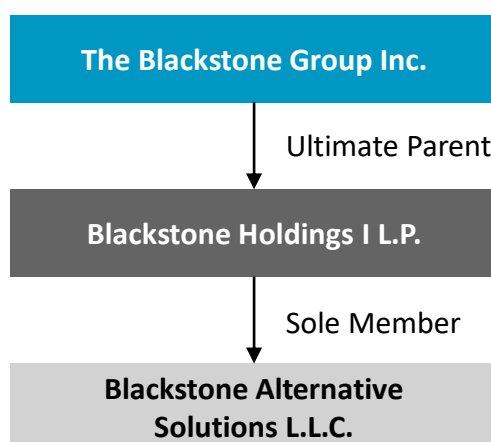 The Blackstone Group Inc.
Ultimate Parent
Blackstone Holdings I L.P.
Sole Member
Blackstone Alternative
Solutions L.L.C.